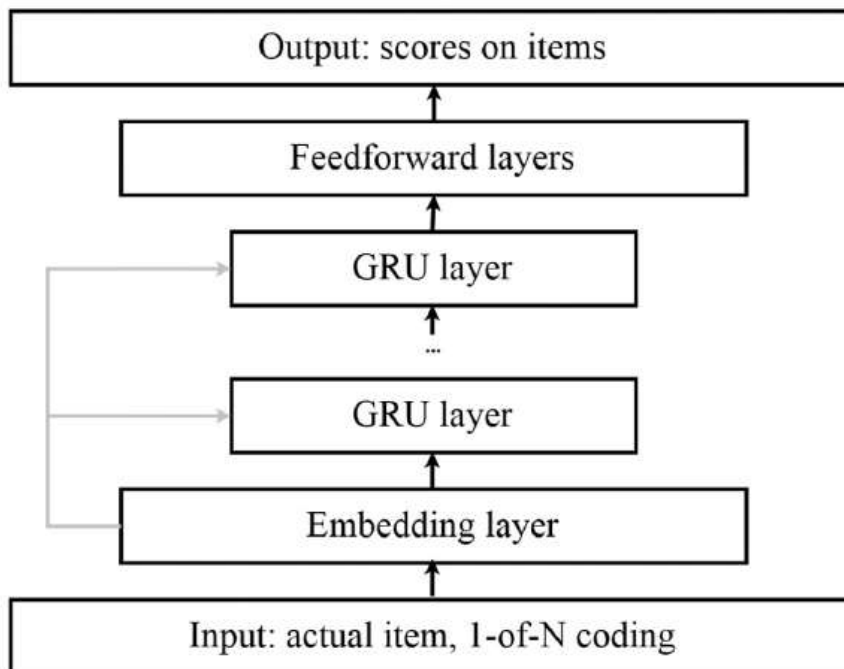 Output: scores on items
Feedforward layers
GRU layer
...
GRU layer
Embedding layer
Input: actual item, 1-of-N coding